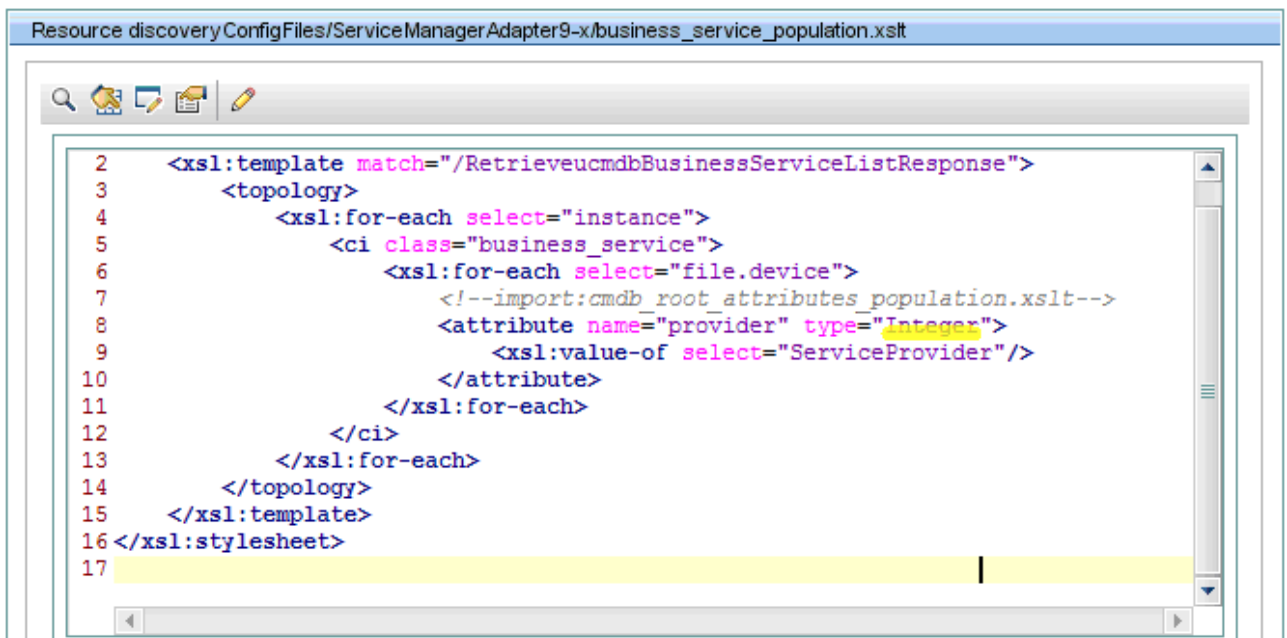 Resource discoveryConfigFiles/ServiceManagerAdapter9-x/business_service_population.xslt
2 <xsl:template match="/RetrieveucmdbBusinessServiceListResponse">
3 <topology>
4 <xsl:for-each select="instance">
5 <ci class="business_service">
6 <xsl:for-each select="file.device">
7 <!--import:cmdb_root_attributes_population.xslt-->
8 <attribute name="provider" type="Integer">
9 <xsl:value-of select="ServiceProvider"/>
10 </attribute>
11 </xsl:for-each>
12 </ci>
13 </xsl:for-each>
14 </topology>
15 </xsl:template>
16 </xsl:stylesheet>
17